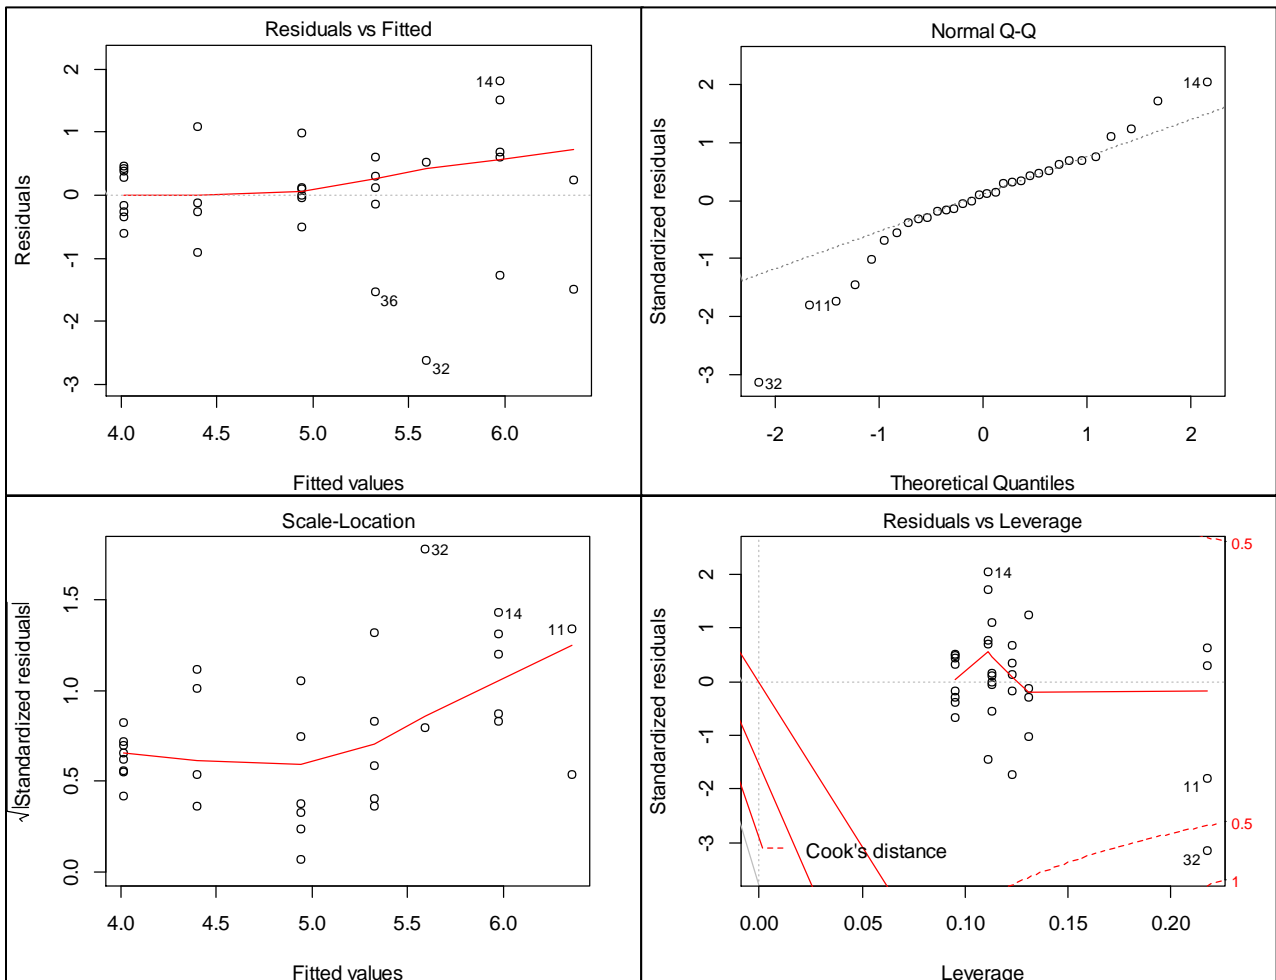 Residuals vs Fitted
Residuals
2
1
0
-1
-2
-3
14
36
32
4.0 4.5 5.0 5.5 6.0
Fitted values
Normal Q-Q
Standardized residuals
2
1
0
-1
-2
-3
14
11
32
-2 -1 0 1 2
Theoretical Quantiles
Scale-Location
√|Standardized residuals|
1.5
1.0
0.5
0.0
32
14
11
4.0 4.5 5.0 5.5 6.0
Fitted values
Residuals vs Leverage
Standardized residuals
2
1
0
-1
-2
-3
0.5
14
11
0.5
32
1
Cook's distance
0.00 0.05 0.10 0.15 0.20
Leverage